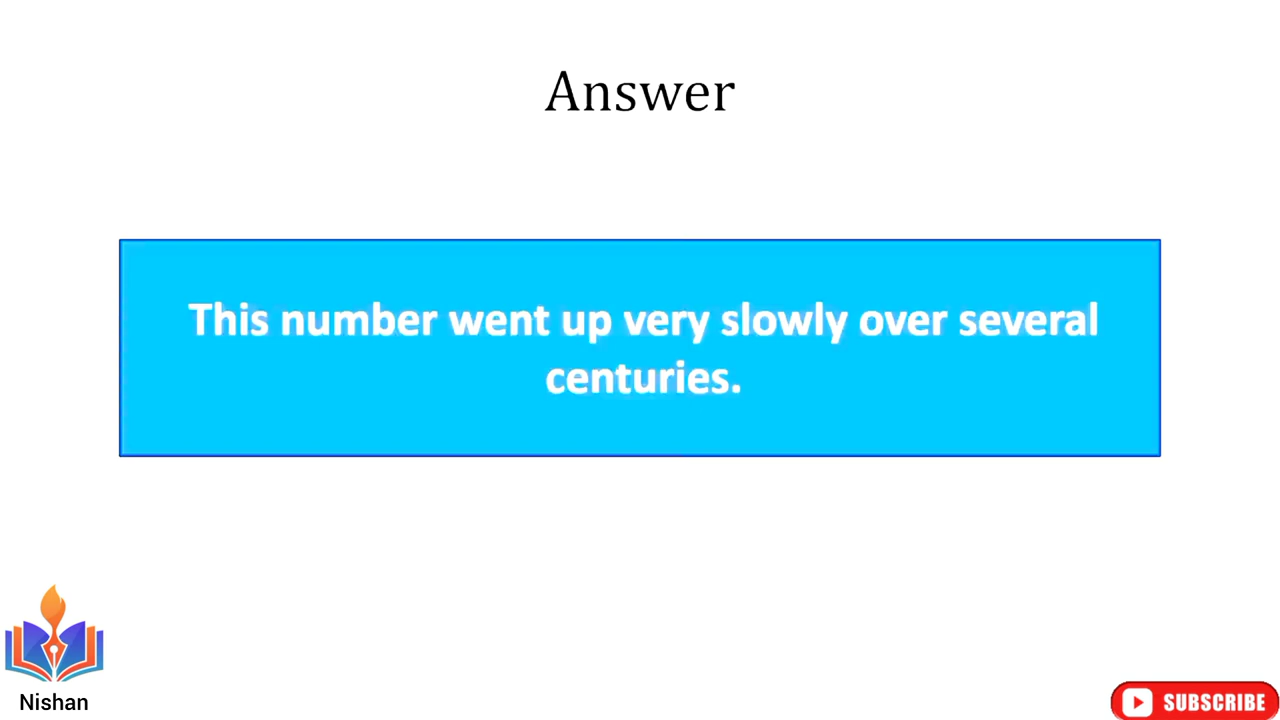 Answer
This number went up very slowly over several
centuries.
Nishan
SUBSCRIBE